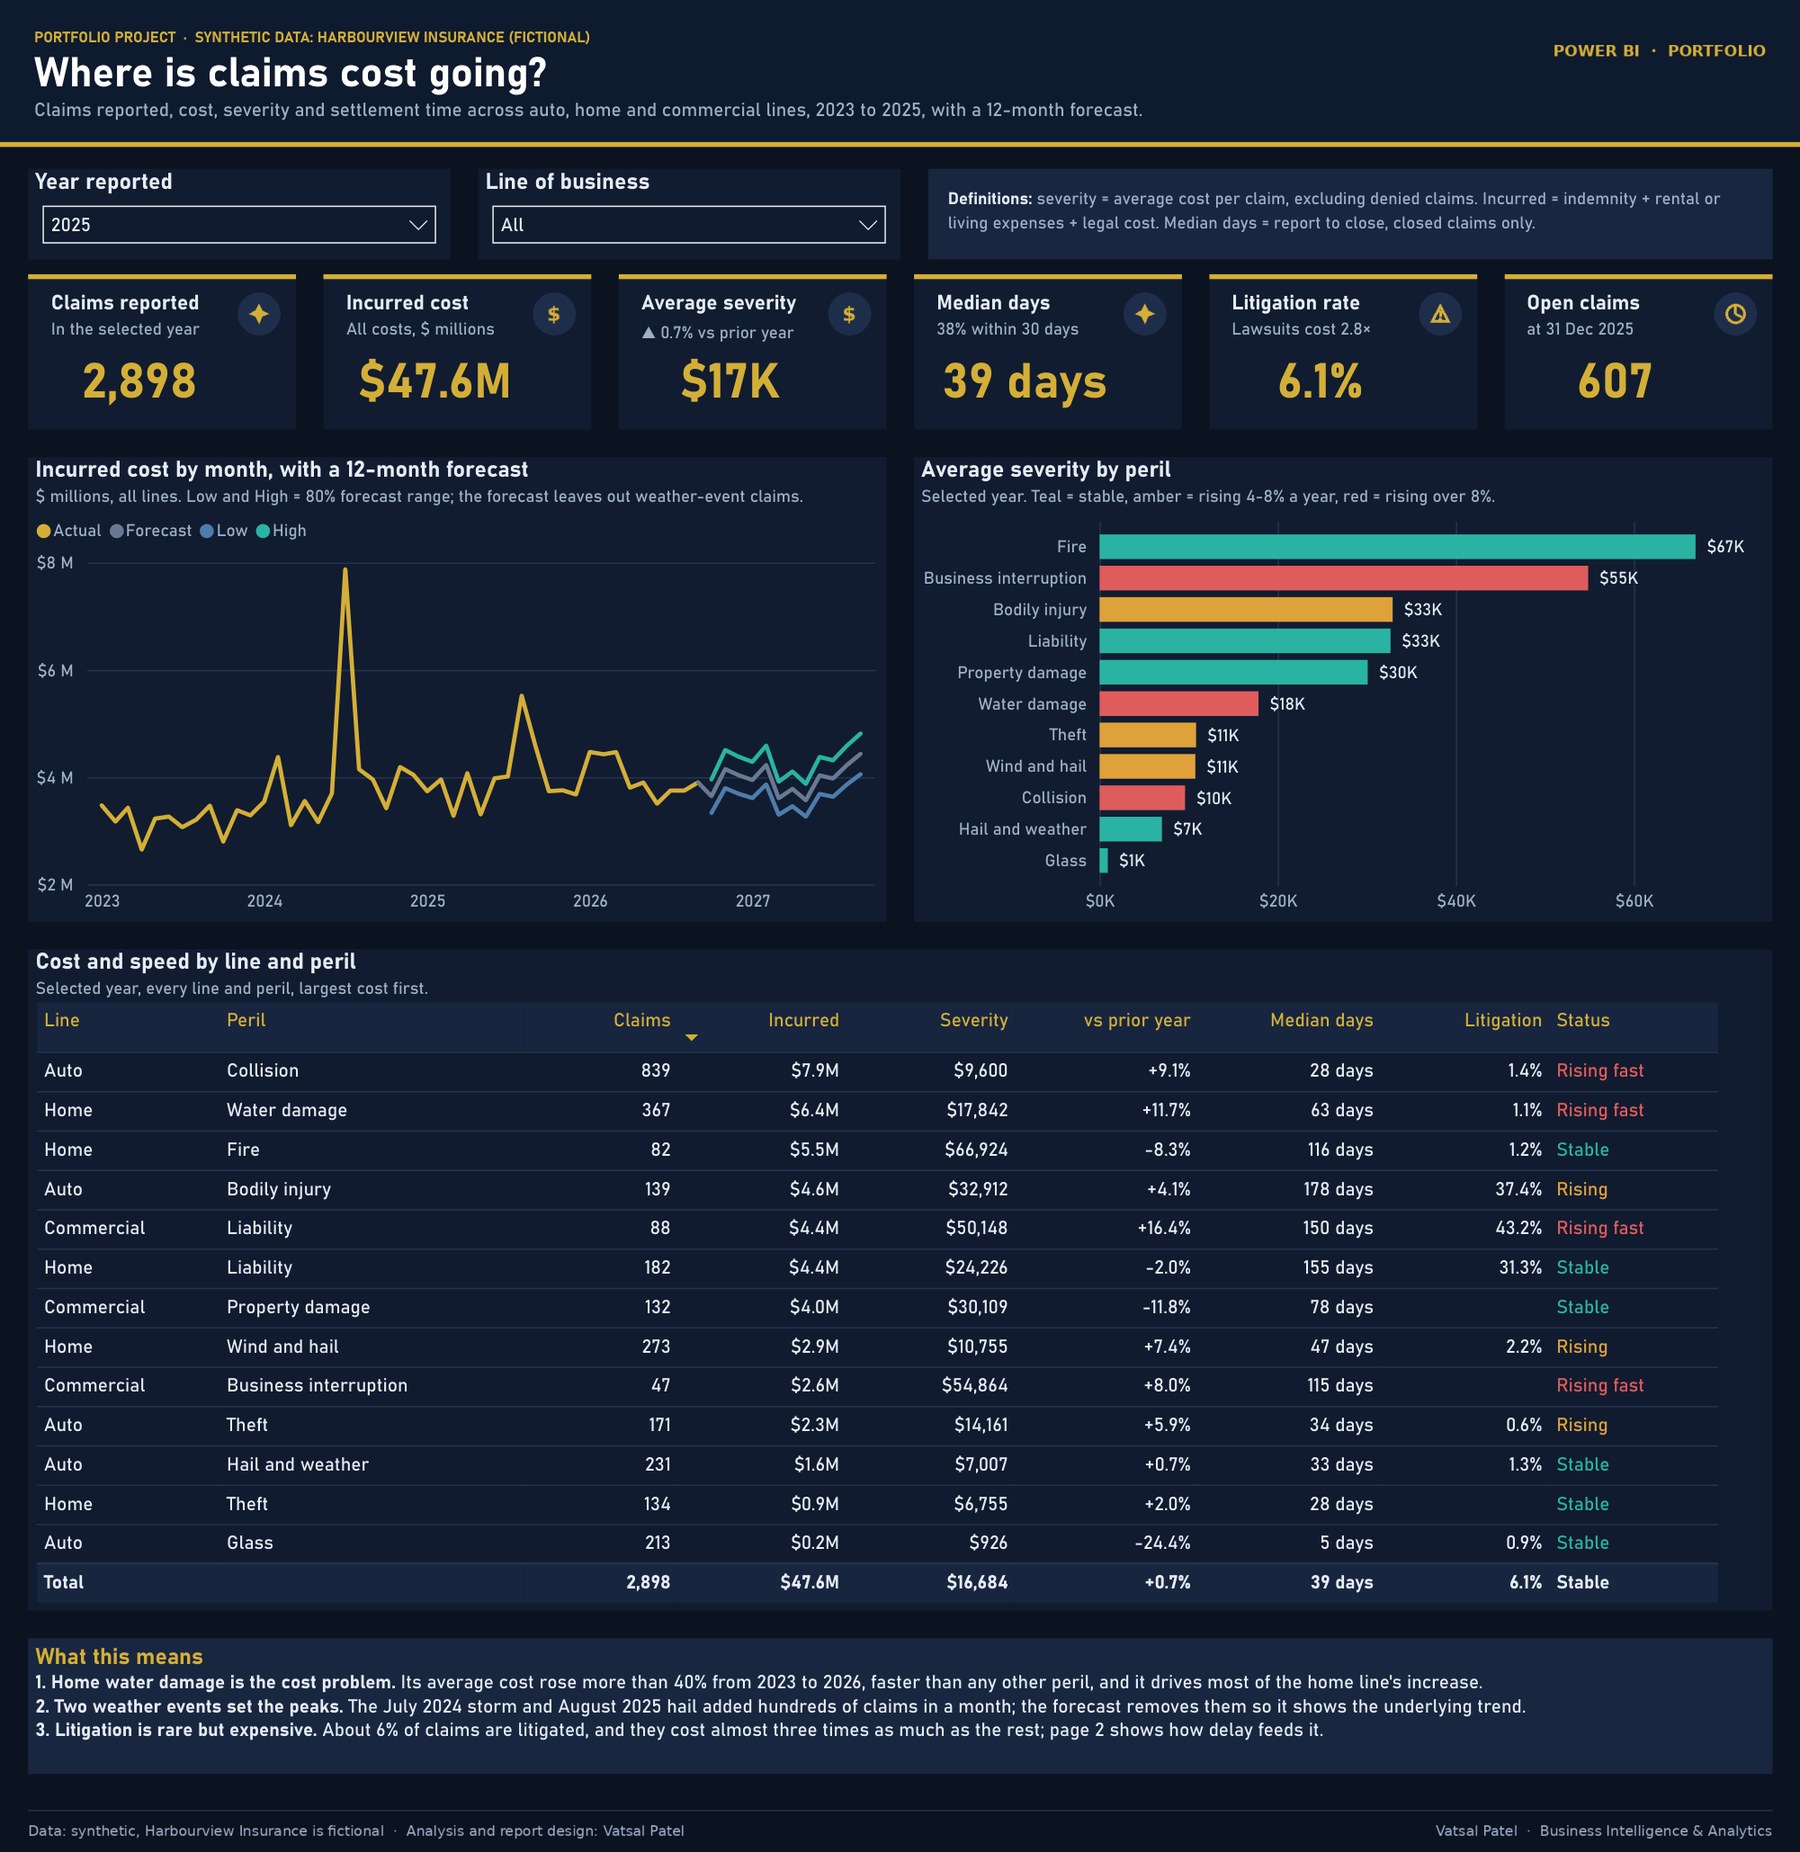 PORTFOLIO PROJECT · SYNTHETIC DATA: HARBOURVIEW INSURANCE (FICTIONAL)
POWER BI · PORTFOLIO
Where is claims cost going?
Claims reported, cost, severity and settlement time across auto, home and commercial lines, 2023 to 2025, with a 12-month forecast.
Year reported
2025
Line of business
All
Definitions: severity = average cost per claim, excluding denied claims. Incurred = indemnity + rental or
living expenses + legal cost. Median days = report to close, closed claims only.
Claims reported
In the selected year
2,898
Incurred cost
All costs, $ millions
$
$47.6M
Average severity
▲ 0.7% vs prior year
$
$17K
Median days
38% within 30 days
39 days
Litigation rate
Lawsuits cost 2.8×
6.1%
Open claims
at 31 Dec 2025
607
Incurred cost by month, with a 12-month forecast
$ millions, all lines. Low and High = 80% forecast range; the forecast leaves out weather-event claims.
Actual Forecast Low High
$8 M
$6 M
$4 M
$2 M
2023 2024 2025 2026 2027
Average severity by peril
Selected year. Teal = stable, amber = rising 4-8% a year, red = rising over 8%.
Fire $67K
Business interruption $55K
Bodily injury $33K
Liability $33K
Property damage $30K
Water damage $18K
Theft $11K
Wind and hail $11K
Collision $10K
Hail and weather $7K
Glass $1K
$0K $20K $40K $60K
Cost and speed by line and peril
Selected year, every line and peril, largest cost first.
Line Peril Claims Incurred Severity vs prior year Median days Litigation Status
Auto Collision 839 $7.9M $9,600 +9.1% 28 days 1.4% Rising fast
Home Water damage 367 $6.4M $17,842 +11.7% 63 days 1.1% Rising fast
Home Fire 82 $5.5M $66,924 -8.3% 116 days 1.2% Stable
Auto Bodily injury 139 $4.6M $32,912 +4.1% 178 days 37.4% Rising
Commercial Liability 88 $4.4M $50,148 +16.4% 150 days 43.2% Rising fast
Home Liability 182 $4.4M $24,226 -2.0% 155 days 31.3% Stable
Commercial Property damage 132 $4.0M $30,109 -11.8% 78 days Stable
Home Wind and hail 273 $2.9M $10,755 +7.4% 47 days 2.2% Rising
Commercial Business interruption 47 $2.6M $54,864 +8.0% 115 days Rising fast
Auto Theft 171 $2.3M $14,161 +5.9% 34 days 0.6% Rising
Auto Hail and weather 231 $1.6M $7,007 +0.7% 33 days 1.3% Stable
Home Theft 134 $0.9M $6,755 +2.0% 28 days Stable
Auto Glass 213 $0.2M $926 -24.4% 5 days 0.9% Stable
Total 2,898 $47.6M $16,684 +0.7% 39 days 6.1% Stable
What this means
1. Home water damage is the cost problem. Its average cost rose more than 40% from 2023 to 2026, faster than any other peril, and it drives most of the home line's increase.
2. Two weather events set the peaks. The July 2024 storm and August 2025 hail added hundreds of claims in a month; the forecast removes them so it shows the underlying trend.
3. Litigation is rare but expensive. About 6% of claims are litigated, and they cost almost three times as much as the rest; page 2 shows how delay feeds it.
Data: synthetic, Harbourview Insurance is fictional · Analysis and report design: Vatsal Patel
Vatsal Patel · Business Intelligence & Analytics